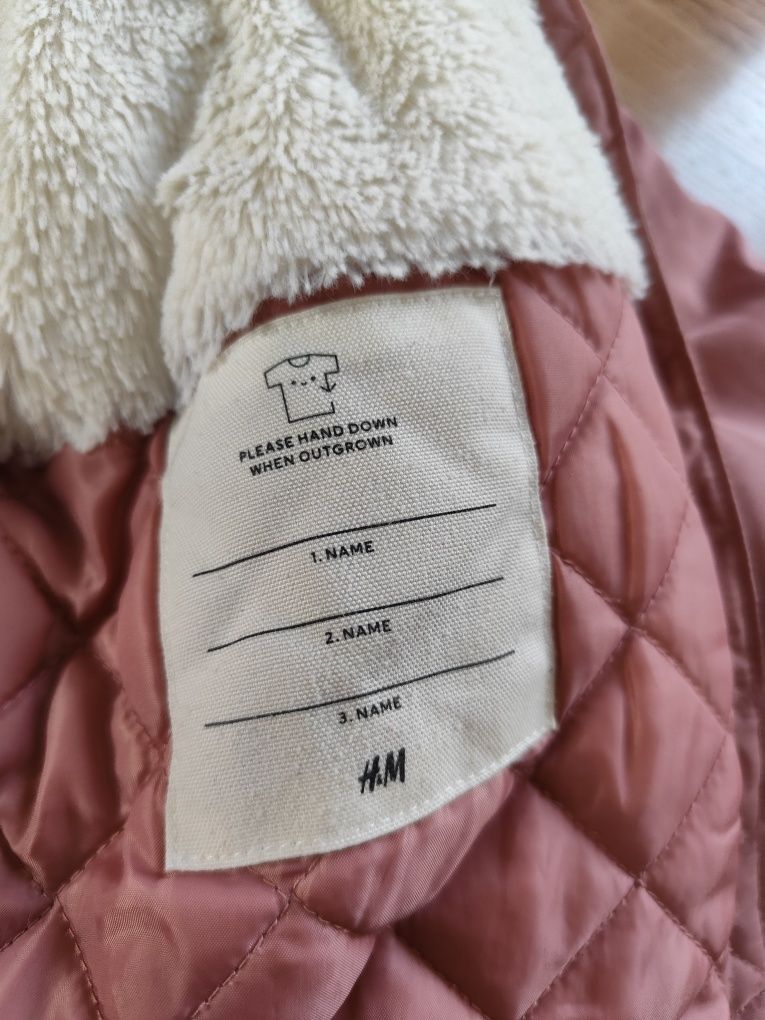 PLEASE HAND DOWN
WHEN OUTGROWN
1. NAME
2. NAME
3. NAME
H&M